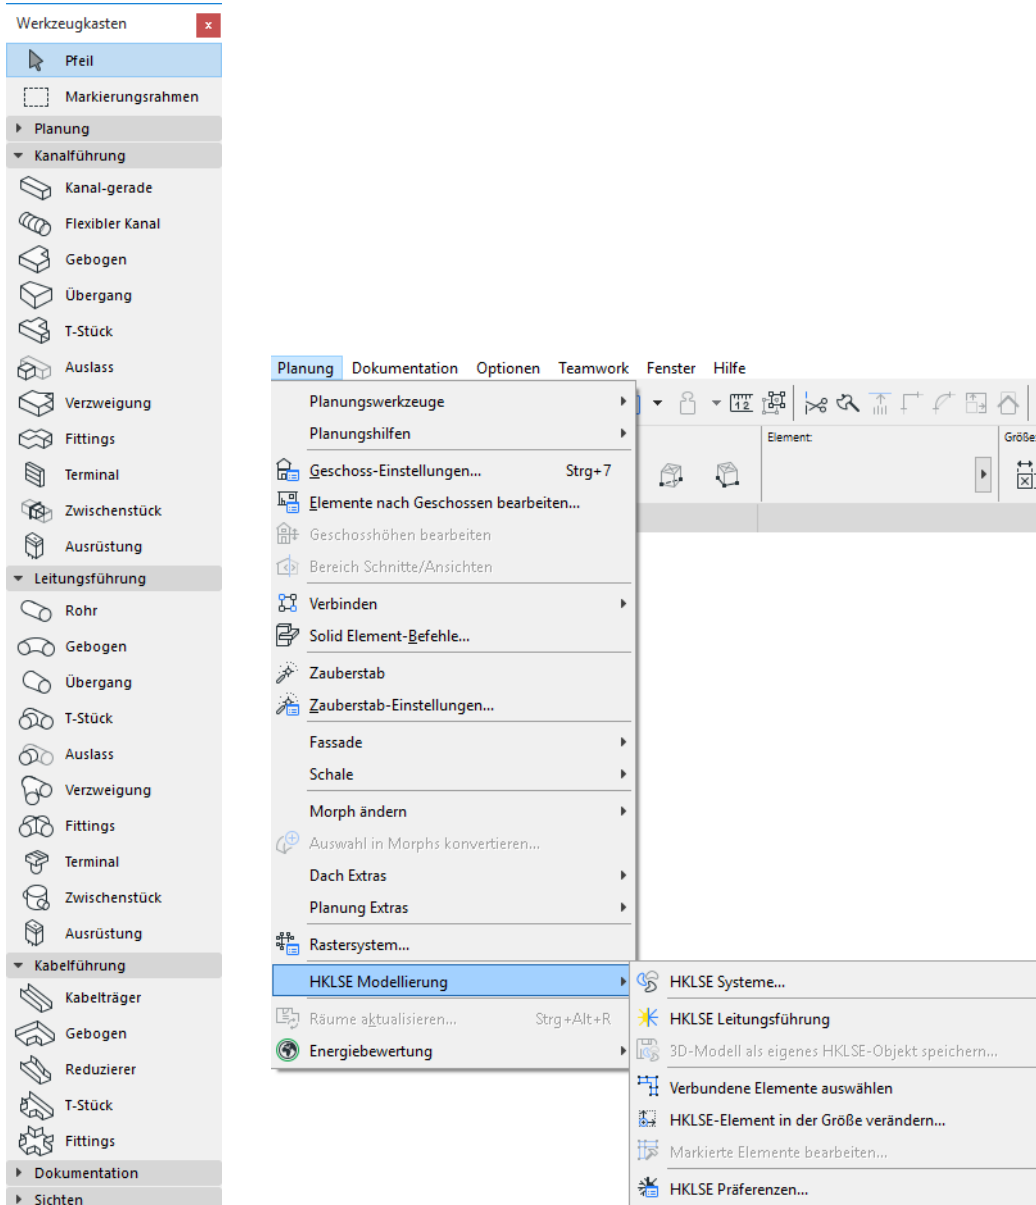 Werkzeugkasten
x
Pfeil
Markierungsrahmen
Planung
Kanalführung
Kanal-gerade
Flexibler Kanal
Gebogen
Übergang
T-Stück
Auslass
Verzweigung
Fittings
Terminal
Zwischenstück
Ausrüstung
Leitungsführung
Rohr
Gebogen
Übergang
T-Stück
Auslass
Verzweigung
Fittings
Terminal
Zwischenstück
Ausrüstung
Kabelführung
Kabelträger
Gebogen
Reduzierer
T-Stück
Fittings
Dokumentation
Sichten
Planung Dokumentation Optionen Teamwork Fenster Hilfe
Planungswerkzeuge
Planungshilfen
Geschoss-Einstellungen... Strg+7
Elemente nach Geschossen bearbeiten...
Geschosshöhen bearbeiten
Bereich Schnitte/Ansichten
Verbinden
Solid Element-Befehle...
Zauberstab
Zauberstab-Einstellungen...
Fassade
Schale
Morph ändern
Auswahl in Morphs konvertieren...
Dach Extras
Planung Extras
Rastersystem...
HKLSE Modellierung
Räume aktualisieren... Strg+Alt+R
Energiebewertung
1 2
Element:
Größe
HKLSE Systeme...
HKLSE Leitungsführung
3D-Modell als eigenes HKLSE-Objekt speichern...
Verbundene Elemente auswählen
HKLSE-Element in der Größe verändern...
Markierte Elemente bearbeiten...
HKLSE Präferenzen...